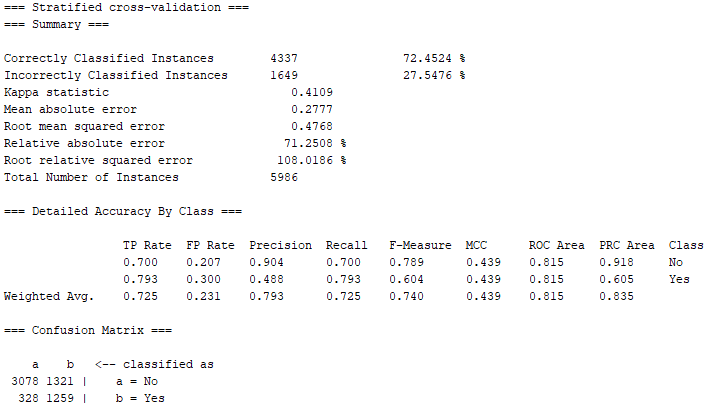 === Stratified cross-validation ===
=== Summary ===
Correctly Classified Instances 4337 72.4524 %
Incorrectly Classified Instances 1649 27.5476 %
Kappa statistic 0.4109
Mean absolute error 0.2777
Root mean squared error 0.4768
Relative absolute error 71.2508 %
Root relative squared error 108.0186 %
Total Number of Instances 5986
=== Detailed Accuracy By Class ===
TP Rate FP Rate Precision Recall F-Measure MCC ROC Area PRC Area Class
0.700 0.207 0.904 0.700 0.789 0.439 0.815 0.918 No
0.793 0.300 0.488 0.793 0.604 0.439 0.815 0.605 Yes
Weighted Avg. 0.725 0.231 0.793 0.725 0.740 0.439 0.815 0.835
=== Confusion Matrix ===
a b <-- classified as
3078 1321 | a = No
328 1259 | b = Yes